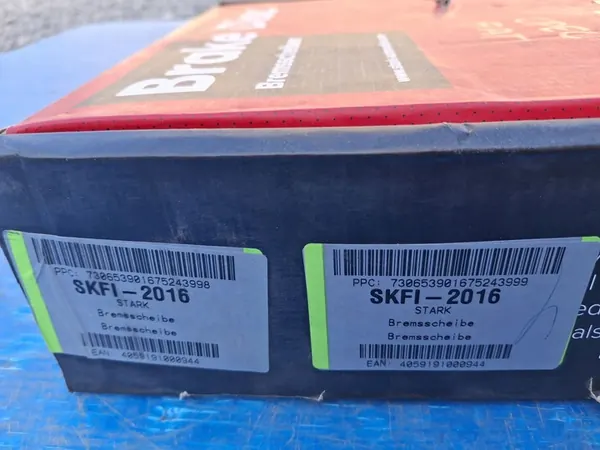 Brake
Bremsscheibe
PPC: 730653901675243998
SKFI-2016
STARK
Bremsscheibe
Bremsscheibe
EAN: 4059191000944
PPC: 730653901675243999
SKFI-2016
STARK
Bremsscheibe
Bremsscheibe
EAN: 4059191000944